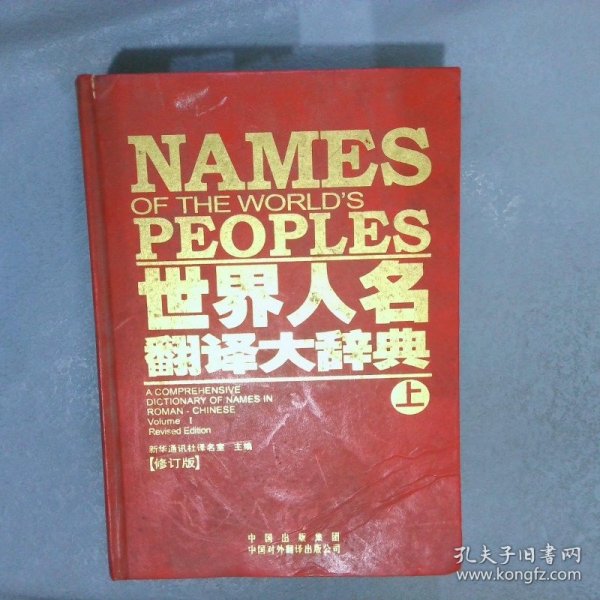 NAMES
OF THE WORLD'S
PEOPLES
世界人名
翻译大辞典
A COMPREHENSIVE
DICTIONARY OF NAMES IN
ROMAN - CHINESE
Volume I
Revised Edition
上
新华通讯社译名室 主编
【修订版】
中国出版集团
中国对外翻译出版公司
孔夫子旧书网
www.kongfz.com